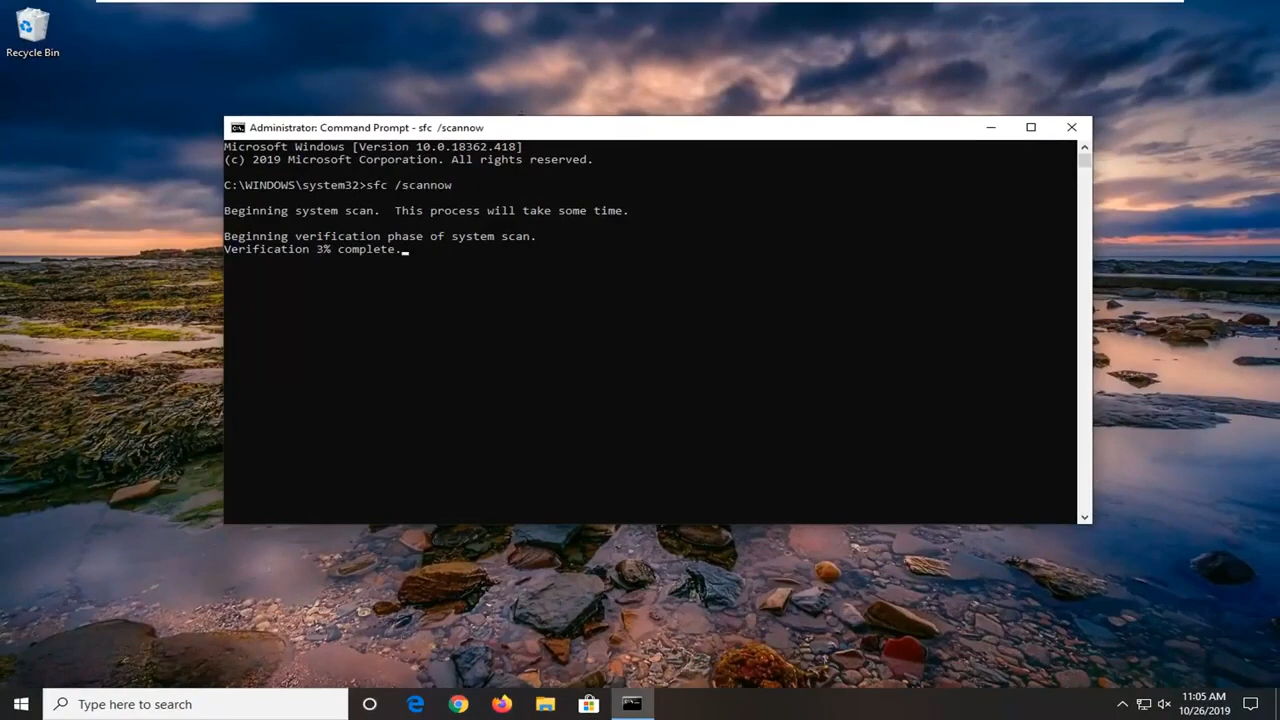 Recycle Bin
Administrator: Command Prompt - sfc /scannow
Microsoft Windows [Version 10.0.18362.418]
(c) 2019 Microsoft Corporation. All rights reserved.
C:\WINDOWS\system32>sfc /scannow
Beginning system scan.  This process will take some time.
Beginning verification phase of system scan.
Verification 3% complete.
Type here to search
11:05 AM
10/26/2019